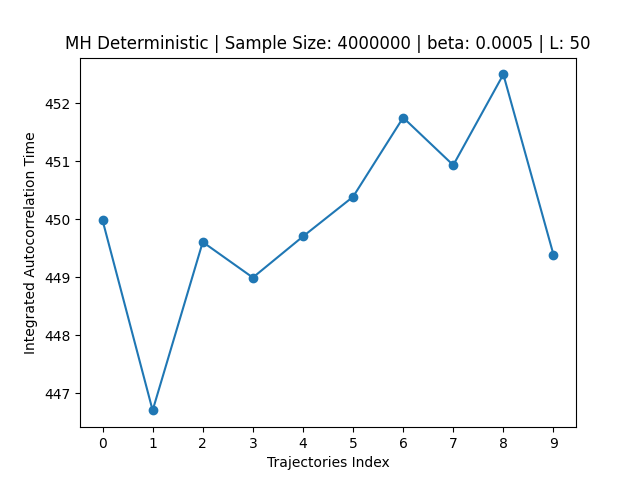 MH Deterministic | Sample Size: 4000000 | beta: 0.0005 | L: 50
Integrated Autocorrelation Time
452
451
450
449
448
447
0 1 2 3 4 5 6 7 8 9
Trajectories Index